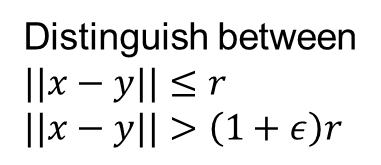 Distinguish between
||x − y|| ≤ r
||x − y|| > (1 + ϵ)r